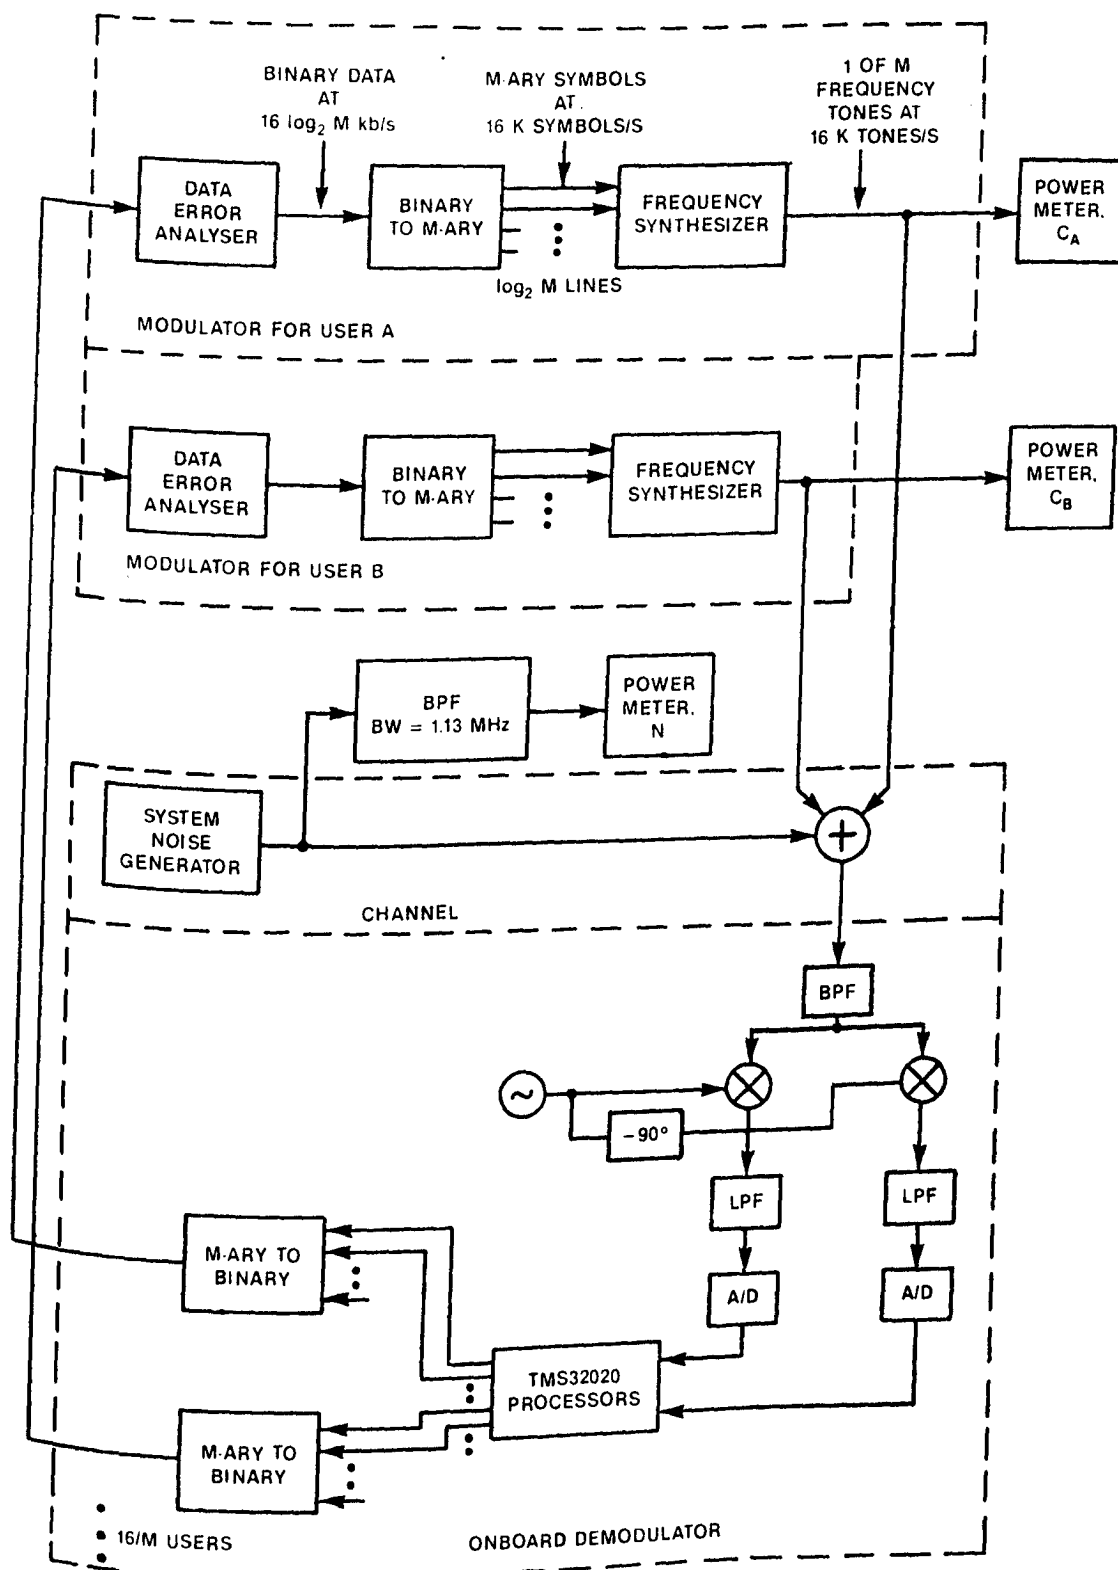 BINARY DATA
AT
16 log₂ M kb/s
M-ARY SYMBOLS
AT
16 K SYMBOLS/S
1 OF M
FREQUENCY
TONES AT
16 K TONES/S
DATA
ERROR
ANALYSER
BINARY
TO M-ARY
FREQUENCY
SYNTHESIZER
POWER
METER,
C_A
log₂ M LINES
MODULATOR FOR USER A
DATA
ERROR
ANALYSER
BINARY
TO M-ARY
FREQUENCY
SYNTHESIZER
POWER
METER,
C_B
MODULATOR FOR USER B
BPF
BW = 1.13 MHz
POWER
METER,
N
SYSTEM
NOISE
GENERATOR
+
CHANNEL
BPF
~
-90°
LPF
LPF
A/D
A/D
M-ARY TO
BINARY
TMS32020
PROCESSORS
M-ARY TO
BINARY
16/M USERS
ONBOARD DEMODULATOR